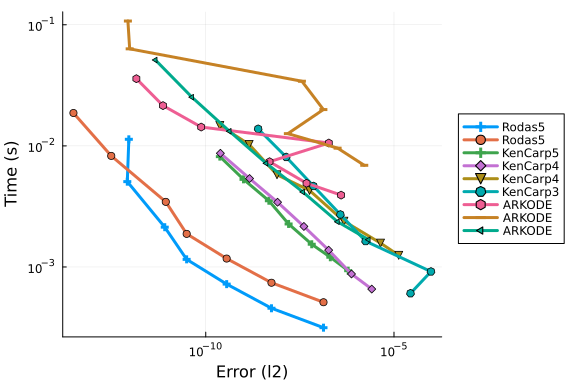 10⁻¹
10⁻²
10⁻³
Time (s)
10⁻¹⁰
10⁻⁵
Error (l2)
Rodas5
Rodas5
KenCarp5
KenCarp4
KenCarp4
KenCarp3
ARKODE
ARKODE
ARKODE